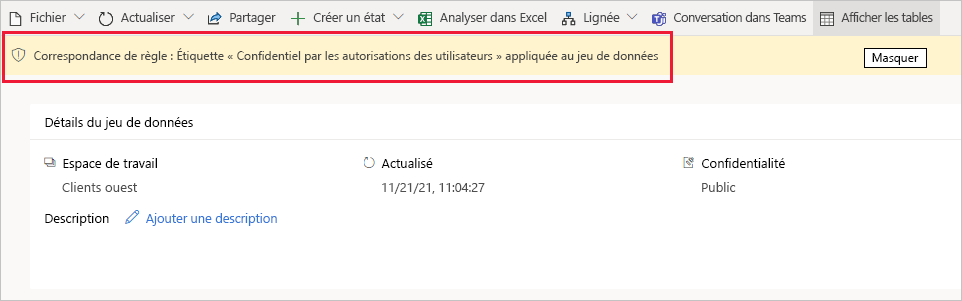 Fichier Actualiser Partager Créer un état Analyser dans Excel Lignée Conversation dans Teams Afficher les tables
Correspondance de règle : Étiquette « Confidentiel par les autorisations des utilisateurs » appliquée au jeu de données Masquer
Détails du jeu de données
Espace de travail Actualisé Confidentialité
Clients ouest 11/21/21, 11:04:27 Public
Description Ajouter une description